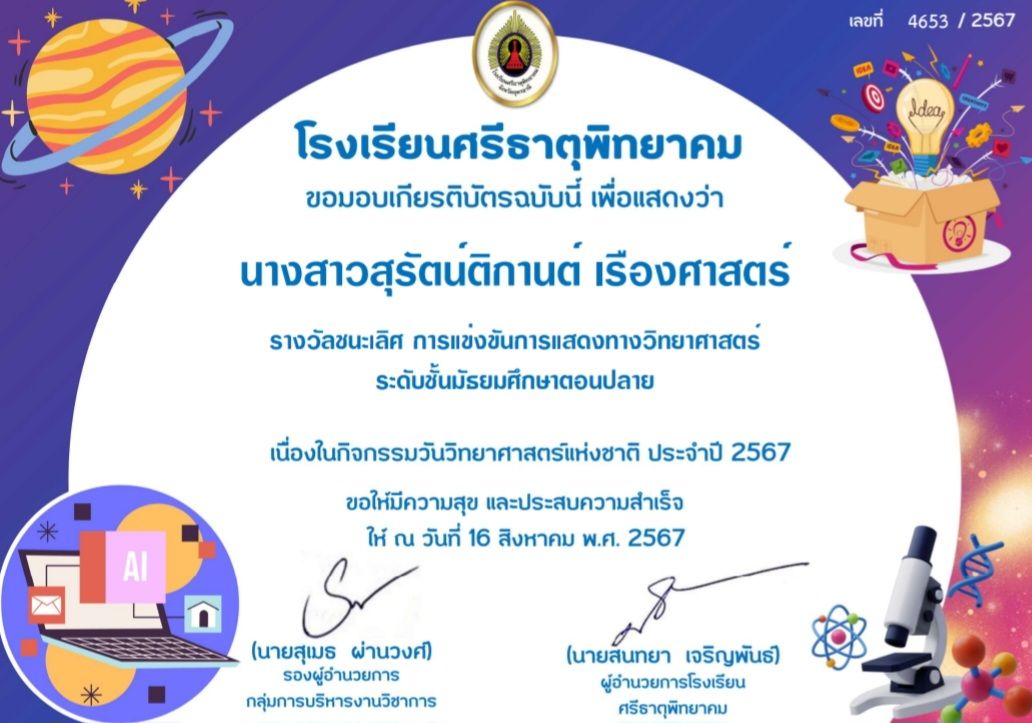 เลขที่ 4653 / 2567
Idea
โรงเรียนศรีธาตุพิทยาคม
ขอมอบเกียรติบัตรฉบับนี้ เพื่อแสดงว่า
นางสาวสุรัตน์ติกานต์ เรืองศาสตร์
รางวัลชนะเลิศ การแข่งขันการแสดงทางวิทยาศาสตร์
ระดับชั้นมัธยมศึกษาตอนปลาย
เนื่องในกิจกรรมวันวิทยาศาสตร์แห่งชาติ ประจำปี 2567
ขอให้มีความสุข และประสบความสำเร็จ
ให้ ณ วันที่ 16 สิงหาคม พ.ศ. 2567
AI
(นายสุเมธ ผ่านวงศ์)
รองผู้อำนวยการ
กลุ่มการบริหารงานวิชาการ
(นายสนทยา เจริญพันธ์)
ผู้อำนวยการโรงเรียน
ศรีธาตุพิทยาคม